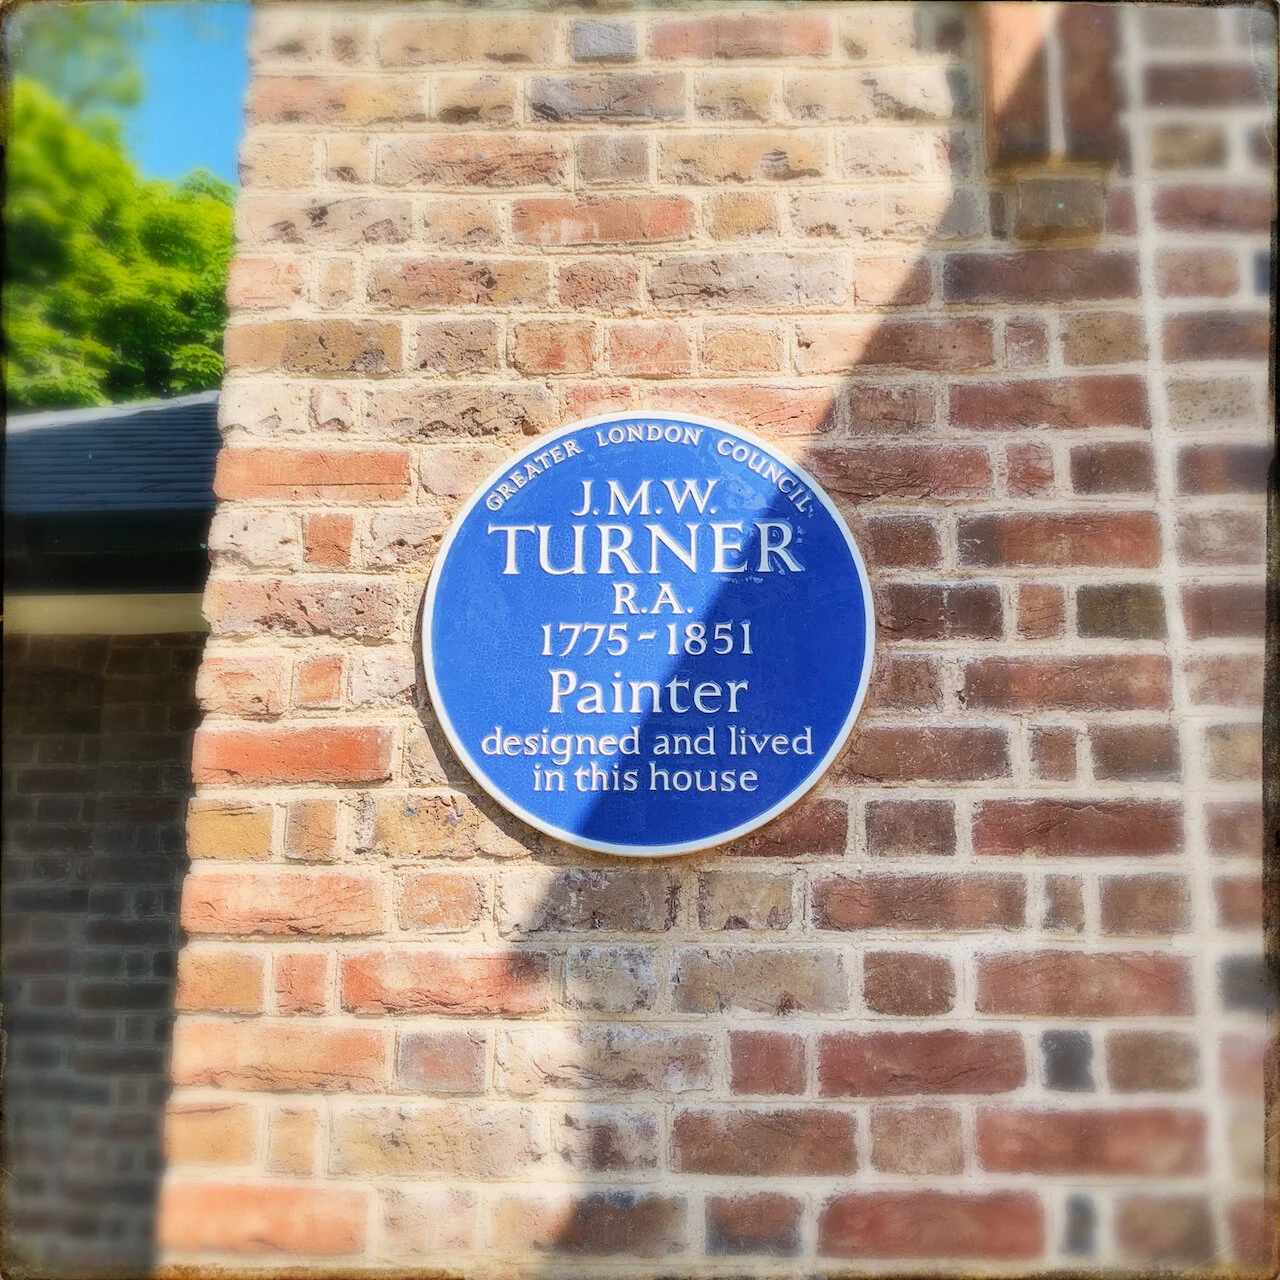 GREATER LONDON COUNCIL
J.M.W.
TURNER
R.A.
1775-1851
Painter
designed and lived
in this house